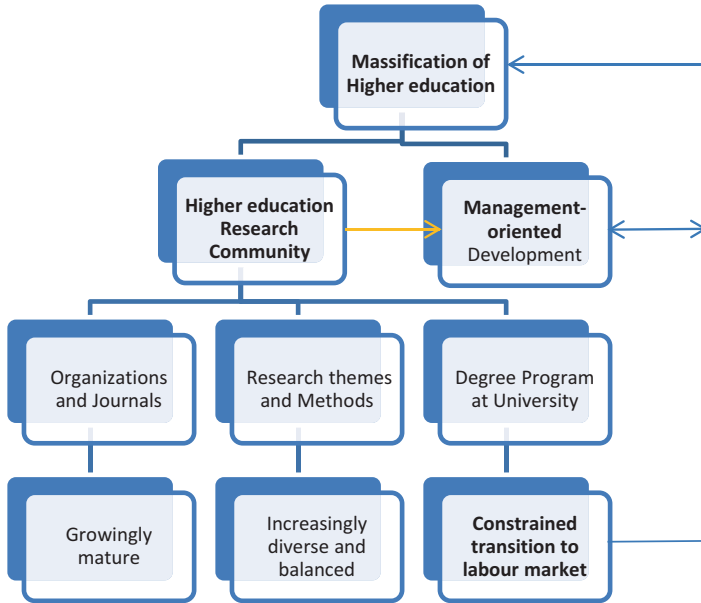 Massification of
Higher education
Higher education
Research
Community
Management-
oriented
Development
Organizations
and Journals
Research themes
and Methods
Degree Program
at University
Growingly
mature
Increasingly
diverse and
balanced
Constrained
transition to
labour market